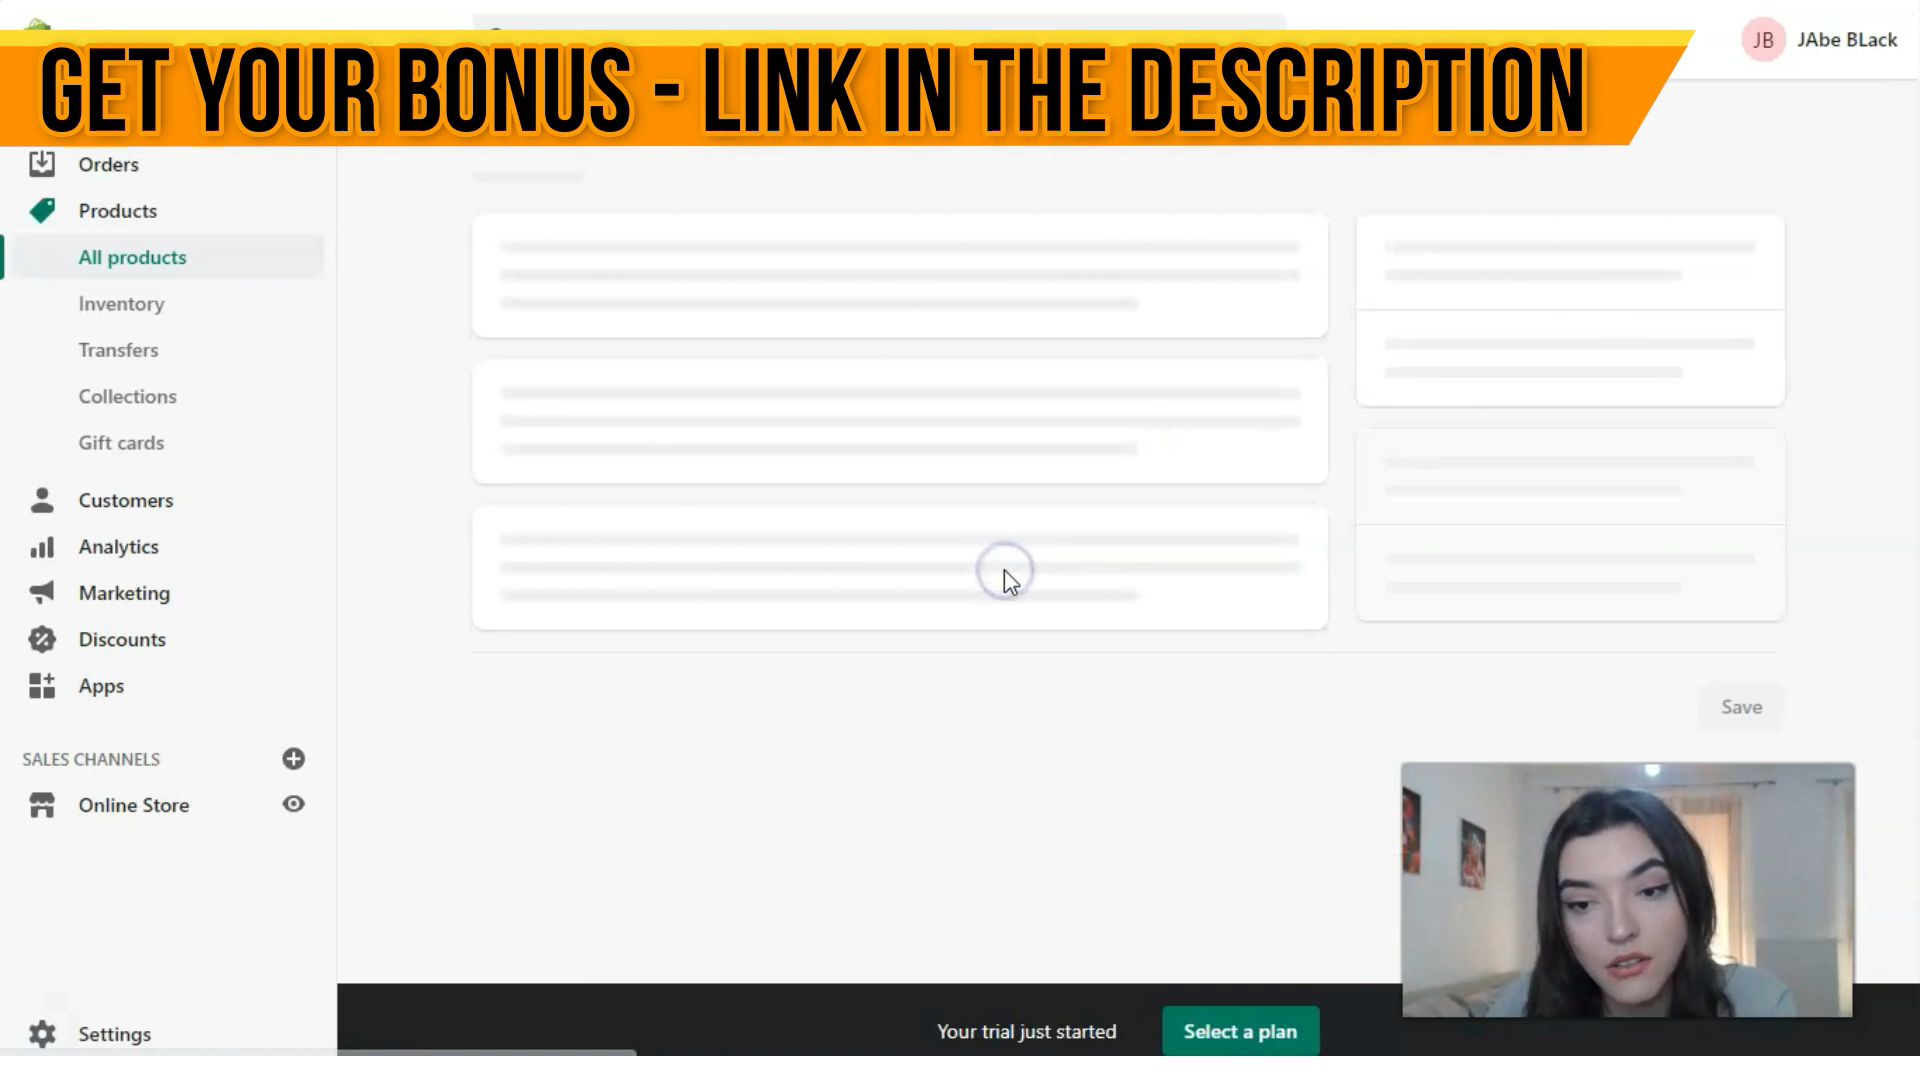 GET YOUR BONUS - LINK IN THE DESCRIPTION
JB JAbe BLack
Orders
Products
All products
Inventory
Transfers
Collections
Gift cards
Customers
Analytics
Marketing
Discounts
Apps
Save
SALES CHANNELS
Online Store
Settings
Your trial just started
Select a plan